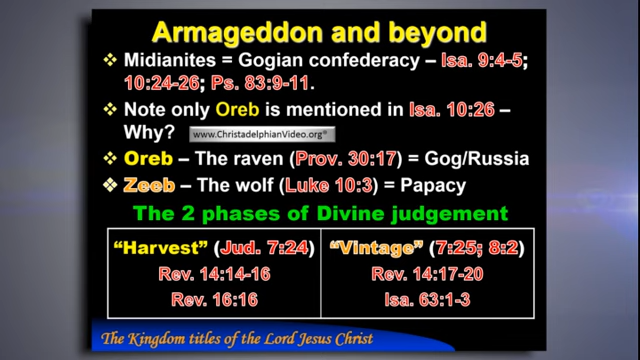 Armageddon and beyond
❖ Midianites = Gogian confederacy – Isa. 9:4-5;
10:24-26; Ps. 83:9-11.
❖ Note only Oreb is mentioned in Isa. 10:26 –
Why?
www.ChristadelphianVideo.org®
❖ Oreb – The raven (Prov. 30:17) = Gog/Russia
❖ Zeeb – The wolf (Luke 10:3) = Papacy
The 2 phases of Divine judgement
“Harvest” (Jud. 7:24)
Rev. 14:14-16
Rev. 16:16
“Vintage” (7:25; 8:2)
Rev. 14:17-20
Isa. 63:1-3
The Kingdom titles of the Lord Jesus Christ